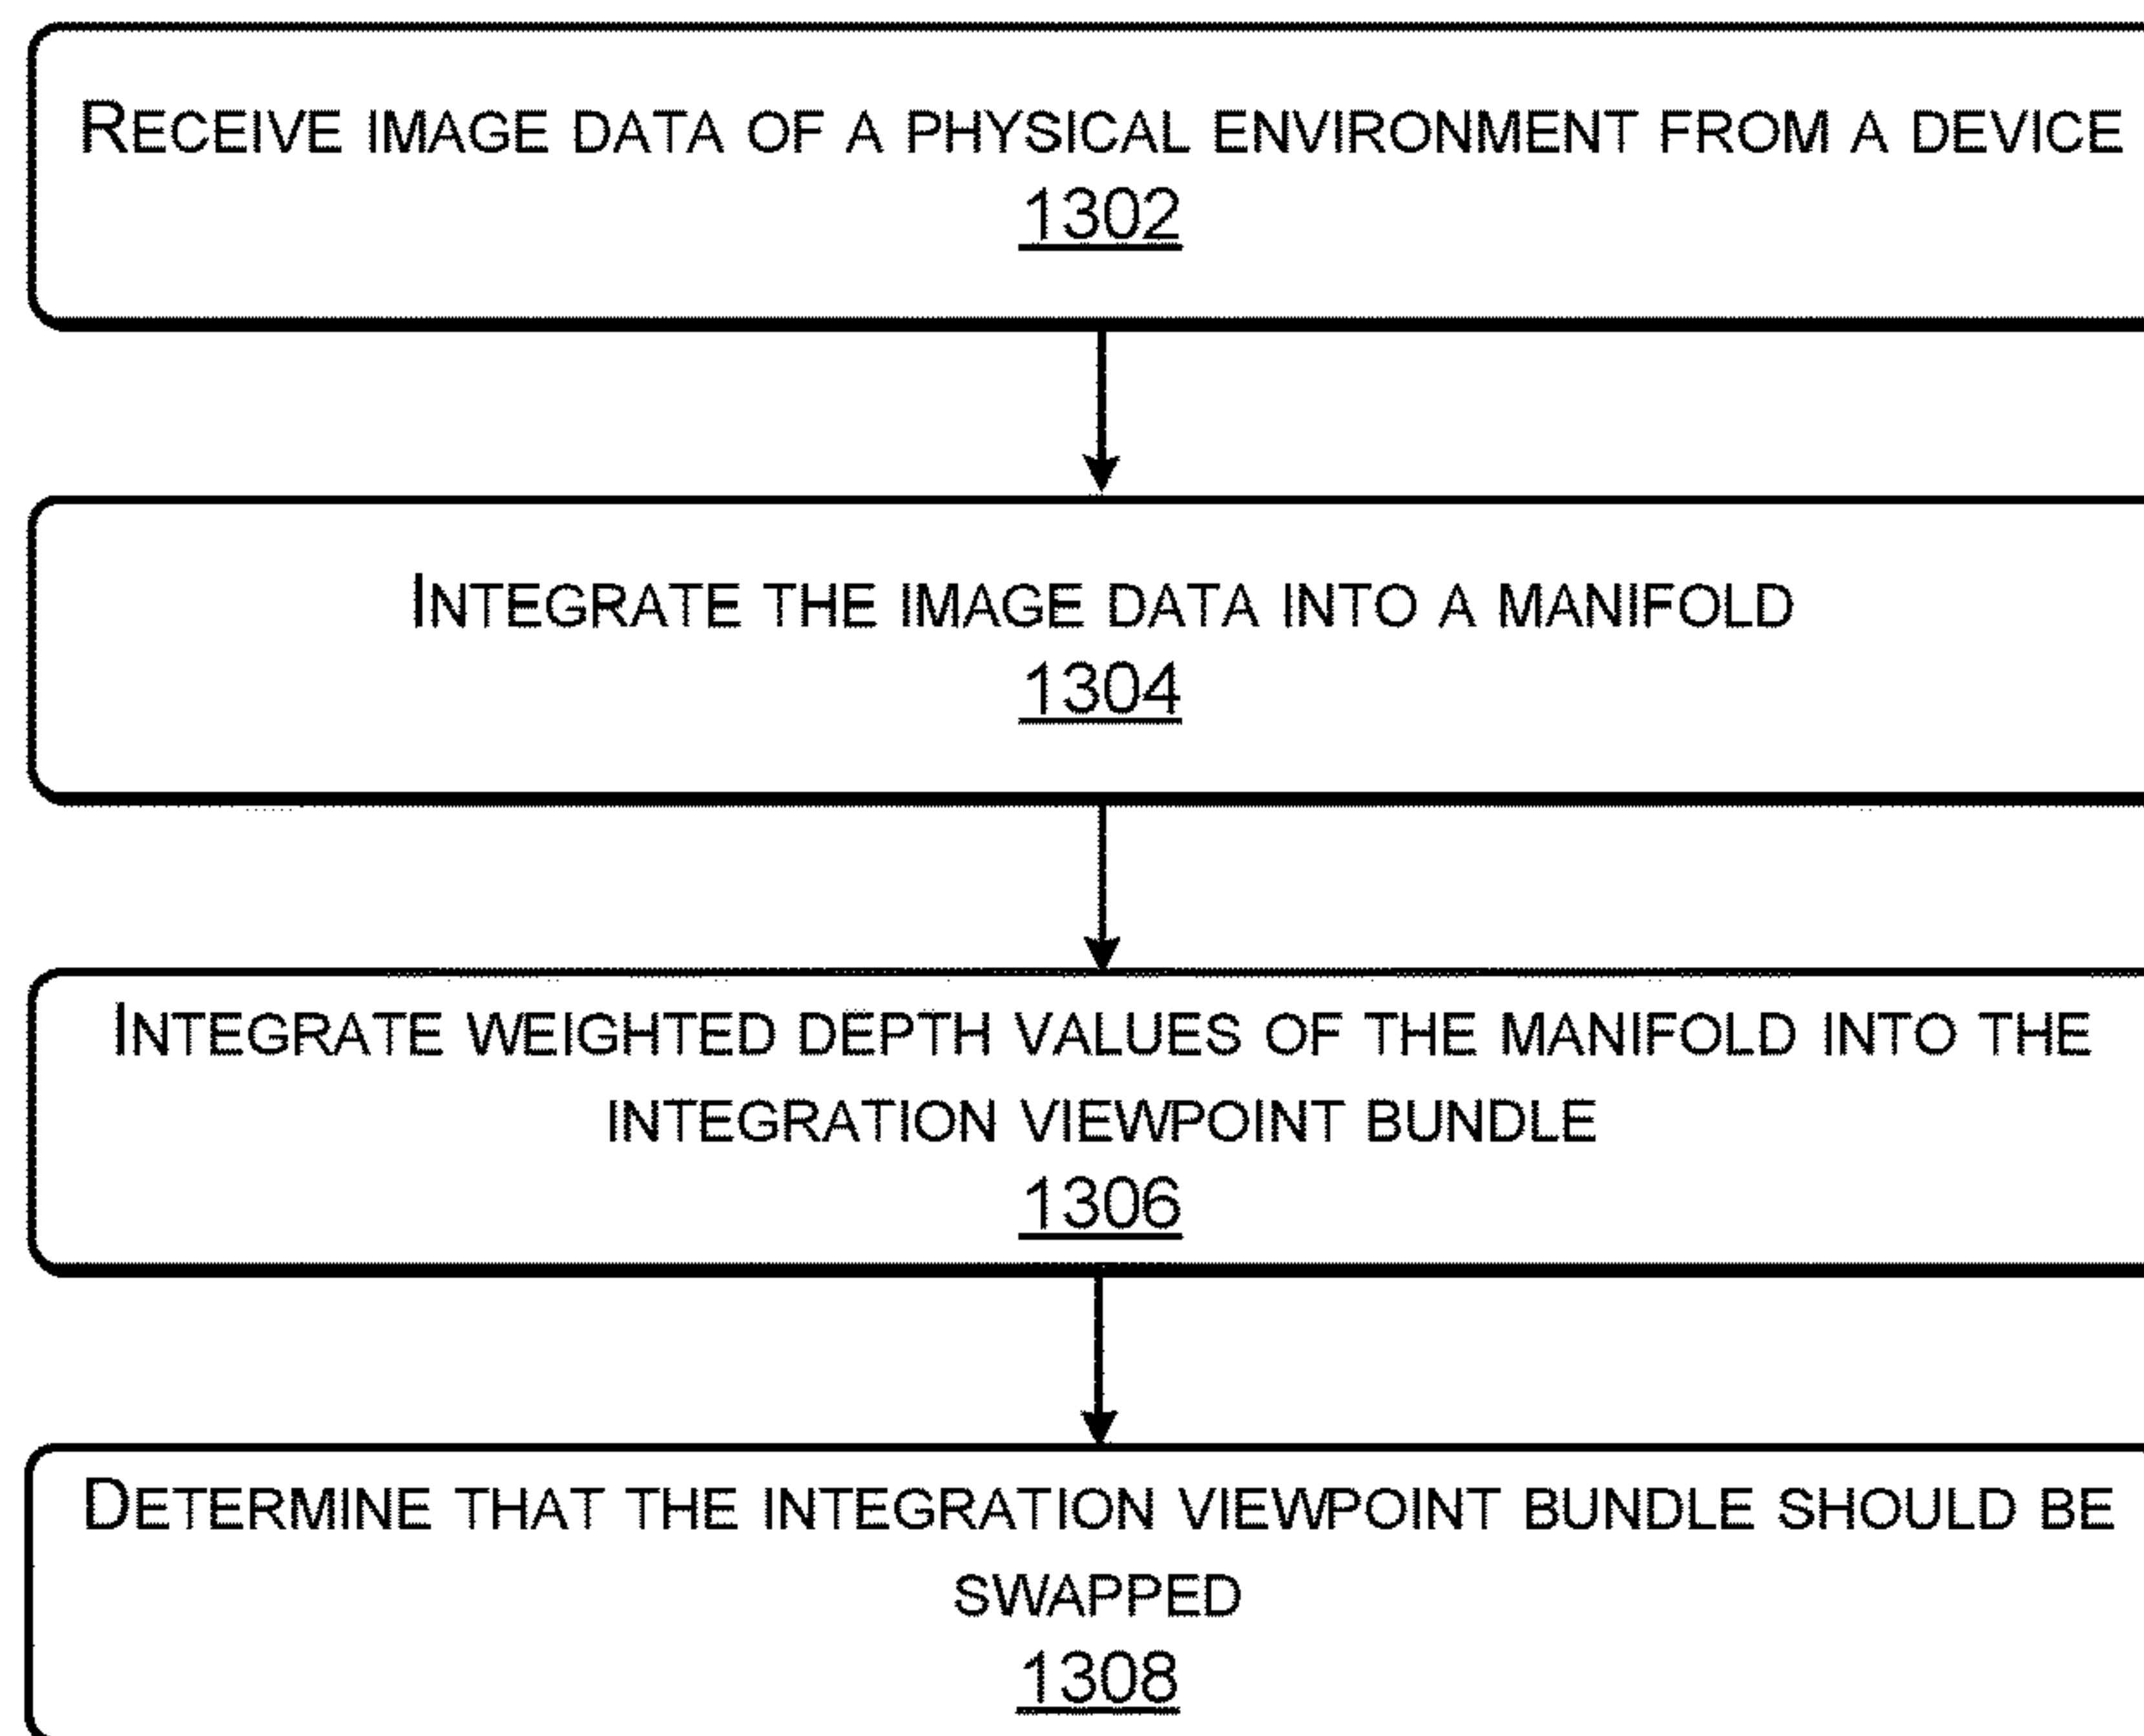 RECEIVE IMAGE DATA OF A PHYSICAL ENVIRONMENT FROM A DEVICE
1302
INTEGRATE THE IMAGE DATA INTO A MANIFOLD
1304
INTEGRATE WEIGHTED DEPTH VALUES OF THE MANIFOLD INTO THE
INTEGRATION VIEWPOINT BUNDLE
1306
DETERMINE THAT THE INTEGRATION VIEWPOINT BUNDLE SHOULD BE
SWAPPED
1308